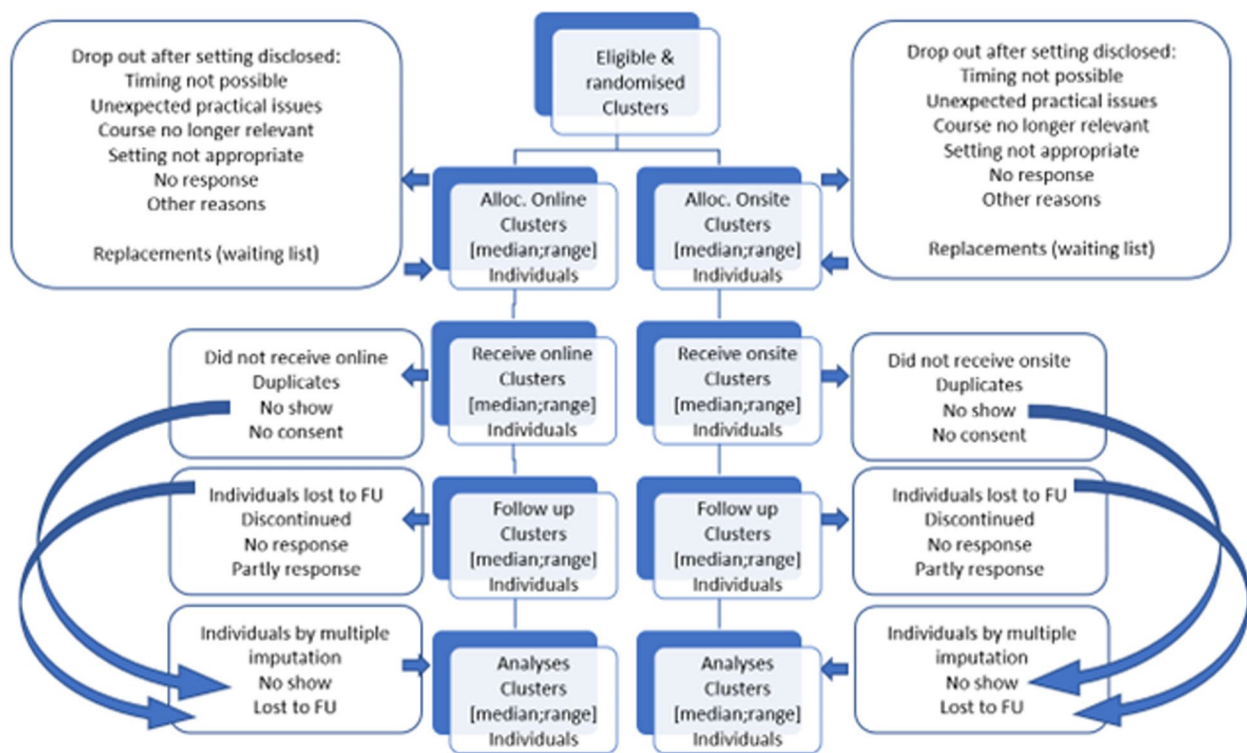 Eligible &
randomised
Clusters
Drop out after setting disclosed:
Timing not possible
Unexpected practical issues
Course no longer relevant
Setting not appropriate
No response
Other reasons
Replacements (waiting list)
Alloc. Online
Clusters
[median;range]
Individuals
Alloc. Onsite
Clusters
[median;range]
Individuals
Drop out after setting disclosed:
Timing not possible
Unexpected practical issues
Course no longer relevant
Setting not appropriate
No response
Other reasons
Replacements (waiting list)
Did not receive online
Duplicates
No show
No consent
Receive online
Clusters
[median;range]
Individuals
Receive onsite
Clusters
[median;range]
Individuals
Did not receive onsite
Duplicates
No show
No consent
Individuals lost to FU
Discontinued
No response
Partly response
Follow up
Clusters
[median;range]
Individuals
Follow up
Clusters
[median;range]
Individuals
Individuals lost to FU
Discontinued
No response
Partly response
Individuals by multiple
imputation
No show
Lost to FU
Analyses
Clusters
[median;range]
Individuals
Analyses
Clusters
[median;range]
Individuals
Individuals by multiple
imputation
No show
Lost to FU